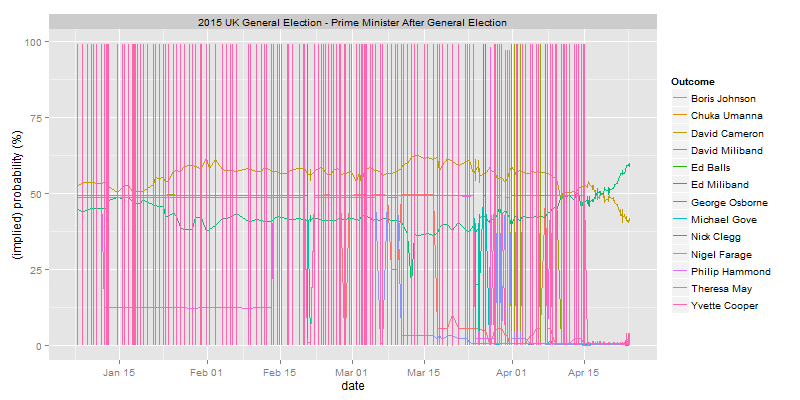 2015 UK General Election - Prime Minister After General Election
100
75
50
25
0
(implied) probability (%)
Jan 15
Feb 01
Feb 15
Mar 01
Mar 15
Apr 01
Apr 15
date
Outcome
Boris Johnson
Chuka Umanna
David Cameron
David Miliband
Ed Balls
Ed Miliband
George Osborne
Michael Gove
Nick Clegg
Nigel Farage
Philip Hammond
Theresa May
Yvette Cooper